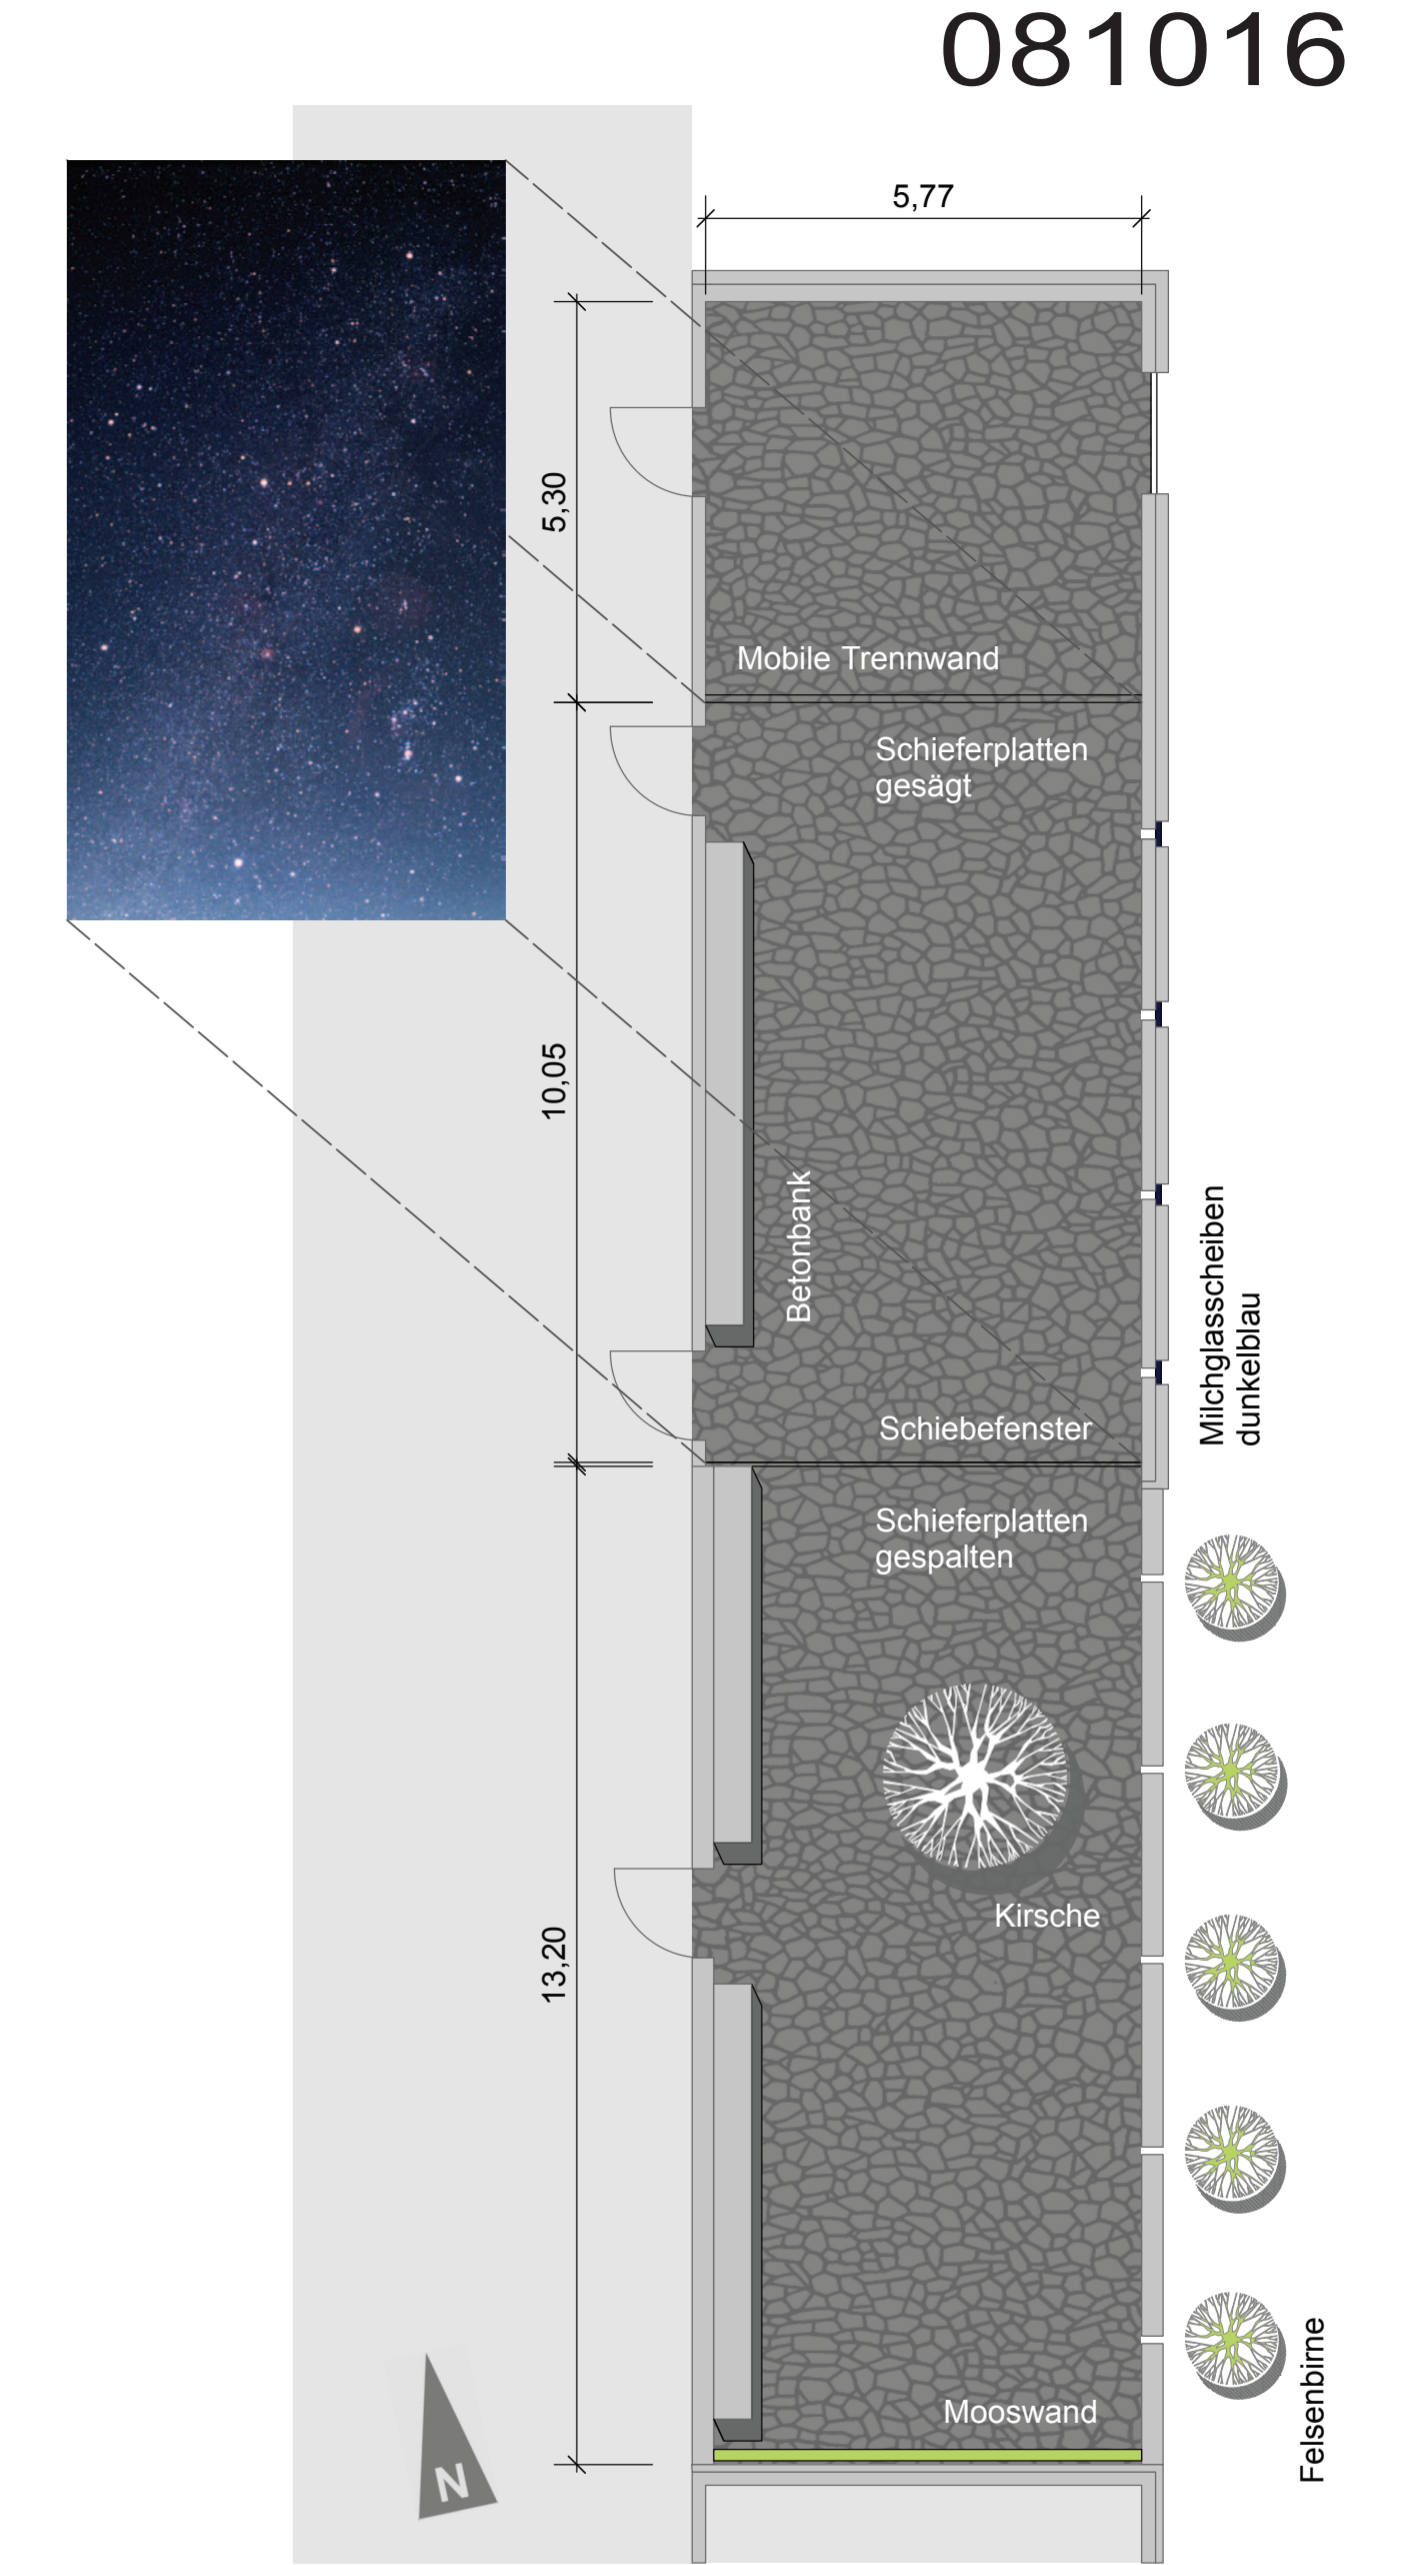 081016
5,77
5,30
Mobile Trennwand
Schieferplatten
gesägt
10,05
Betonbank
Milchglasscheiben
dunkelblau
Schiebefenster
Schieferplatten
gespalten
Kirsche
13,20
Mooswand
Felsenbirne
N